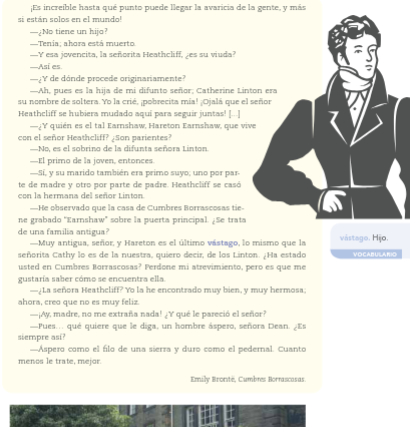 ¡Es increíble hasta qué punto puede llegar la avaricia de la gente, y más
si están solos en el mundo!
—¿No tiene un hijo?
—Tenía; ahora está muerto.
—Y esa jovencita, la señorita Heathcliff, ¿es su viuda?
—Así es.
—¿Y de dónde procede originariamente?
—Ah, pues es la hija de mi difunto señor; Catherine Linton era
su nombre de soltera. Yo la crié, ¡pobrecita mía! ¡Ojalá que el señor
Heathcliff se hubiera mudado aquí para seguir juntas! [...]
—¿Y quién es el tal Earnshaw, Hareton Earnshaw, que vive
con el señor Heathcliff? ¿Son parientes?
—No, es el sobrino de la difunta señora Linton.
—El primo de la joven, entonces.
—Sí, y su marido también era primo suyo, uno por par-
te de madre y otro por parte de padre. Heathcliff se casó
con la hermana del señor Linton.
—He observado que la casa de Cumbres Borrascosas tie-
ne grabado "Earnshaw" sobre la puerta principal. ¿Se trata
de una familia antigua?
—Muy antigua, señor, y Hareton es el último vástago, lo mismo que la
señorita Cathy lo es de la nuestra, quiero decir, de los Linton. ¿Ha estado
usted en Cumbres Borrascosas? Perdone mi atrevimiento, pero es que me
gustaría saber cómo se encuentra ella.
—¿La señora Heathcliff? Yo la he encontrado muy bien, y muy hermosa;
ahora, creo que no es muy feliz.
—¡Ay, madre, no me extraña nada! ¿Y qué le pareció el señor?
—Pues... qué quiere que le diga, un hombre áspero, señora Dean. ¿Es
siempre así?
—Áspero como el filo de una sierra y duro como el pedernal. Cuanto
menos le trate, mejor.
Emily Brontë, Cumbres Borrascosas.
vástago. Hijo.
VOCABULARIO